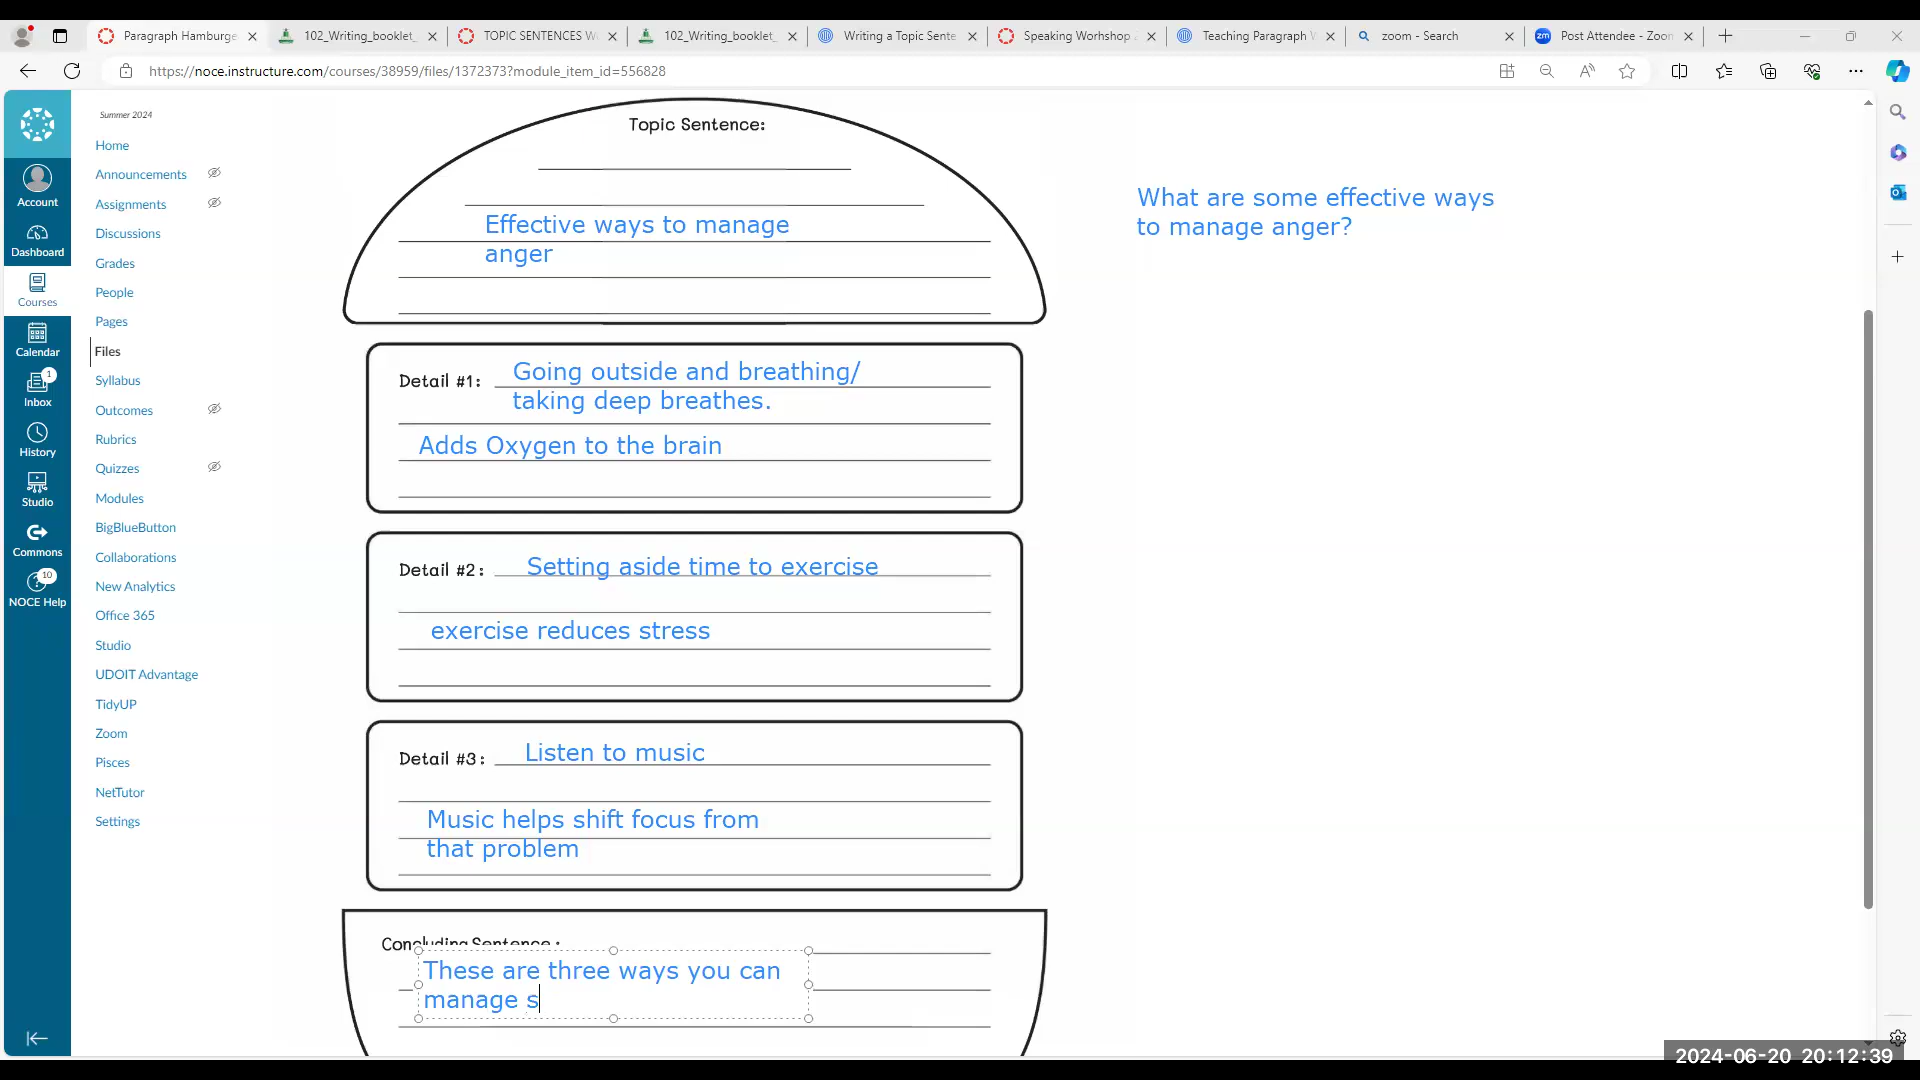 Paragraph Hamburge
102_Writing_booklet_
TOPIC SENTENCES W
102_Writing_booklet_
Writing a Topic Sente
Speaking Worhshop
Teaching Paragraph
zoom - Search
Post Attendee - Zoom
https://noce.instructure.com/courses/38959/files/1372373?module_item_id=556828
Summer 2024
Home
Announcements
Assignments
Discussions
Grades
People
Pages
Files
Syllabus
Outcomes
Rubrics
Quizzes
Modules
BigBlueButton
Collaborations
New Analytics
Office 365
Studio
UDOIT Advantage
TidyUP
Zoom
Pisces
NetTutor
Settings
Account
Dashboard
Courses
Calendar
1
Inbox
History
Studio
Commons
10
NOCE Help
Topic Sentence:
Effective ways to manage
anger
What are some effective ways
to manage anger?
Detail #1: Going outside and breathing/
taking deep breathes.
Adds Oxygen to the brain
Detail #2: Setting aside time to exercise
exercise reduces stress
Detail #3: Listen to music
Music helps shift focus from
that problem
Concluding Sentence:
These are three ways you can
manage s
2024-06-20 20:12:39